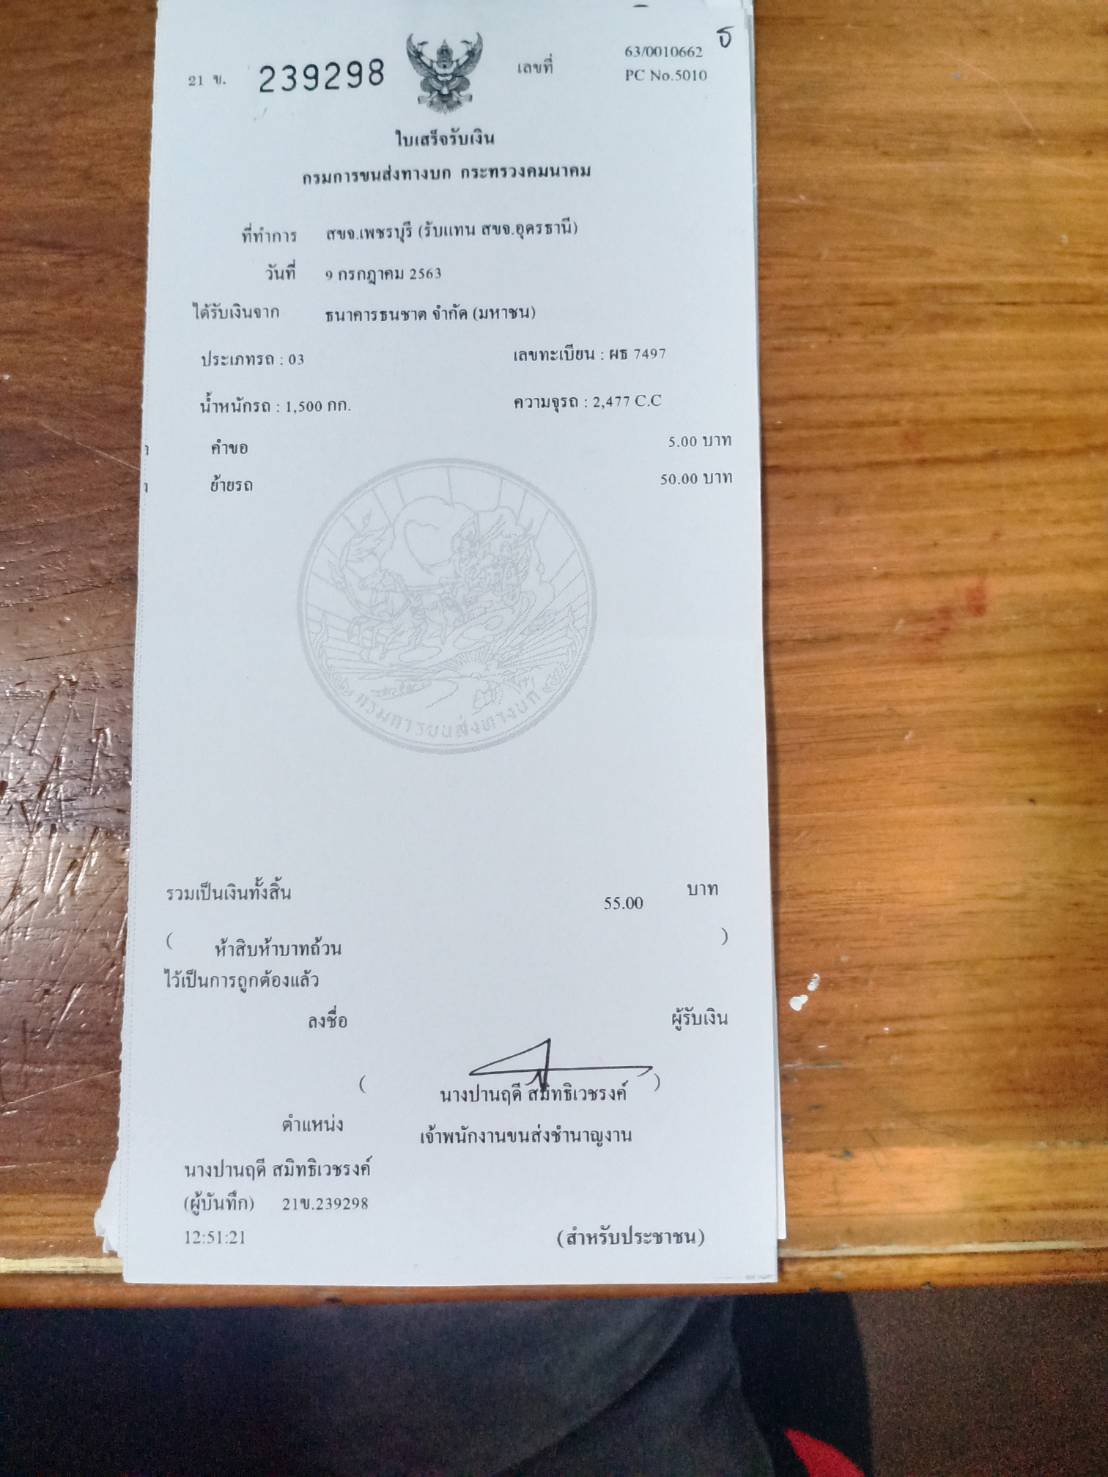 ธ
21 ข. 239298 เลขที่ 63/0010662
PC No.5010
ใบเสร็จรับเงิน
กรมการขนส่งทางบก กระทรวงคมนาคม
ที่ทำการ สขจ.เพชรบุรี (รับแทน สขจ.อุดรธานี)
วันที่ 9 กรกฎาคม 2563
ได้รับเงินจาก ธนาคารธนชาต จำกัด (มหาชน)
ประเภทรถ : 03 เลขทะเบียน : ผธ 7497
น้ำหนักรถ : 1,500 กก. ความจุรถ : 2,477 C.C
คำขอ 5.00 บาท
ย้ายรถ 50.00 บาท
กรมการขนส่งทางบก
รวมเป็นเงินทั้งสิ้น 55.00 บาท
( ห้าสิบห้าบาทถ้วน )
ไว้เป็นการถูกต้องแล้ว
ลงชื่อ ผู้รับเงิน
( นางปานฤดี สมิทธิเวชรงค์ )
ตำแหน่ง เจ้าพนักงานขนส่งชำนาญงาน
นางปานฤดี สมิทธิเวชรงค์
(ผู้บันทึก) 21ข.239298
12:51:21 (สำหรับประชาชน)